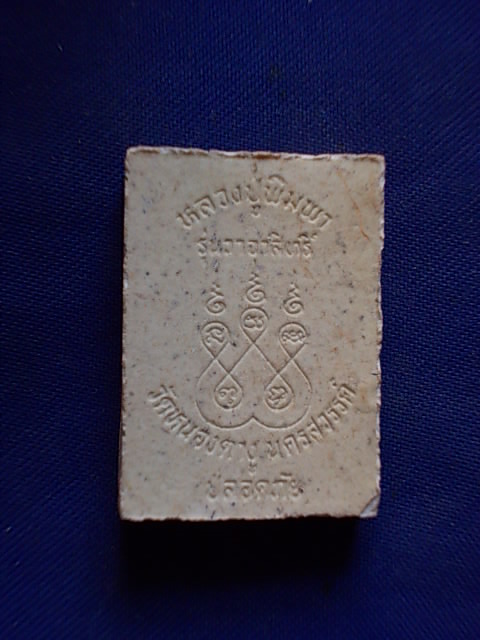 หลวงปู่พิมพา
รุ่นวาจาสิทธิ์
วัดหนองตางู นครสวรรค์
ปลอดภัย